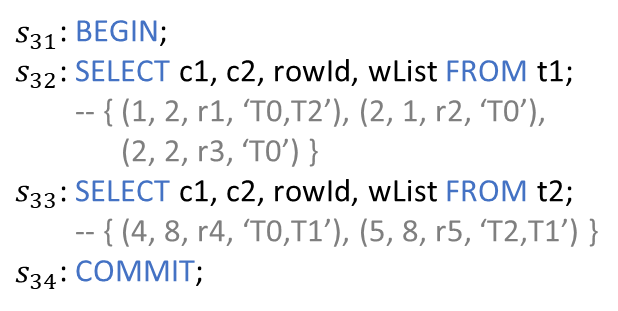 s31: BEGIN;
s32: SELECT c1, c2, rowId, wList FROM t1;
-- { (1, 2, r1, ‘T0,T2’), (2, 1, r2, ‘T0’),
(2, 2, r3, ‘T0’) }
s33: SELECT c1, c2, rowId, wList FROM t2;
-- { (4, 8, r4, ‘T0,T1’), (5, 8, r5, ‘T2,T1’) }
s34: COMMIT;